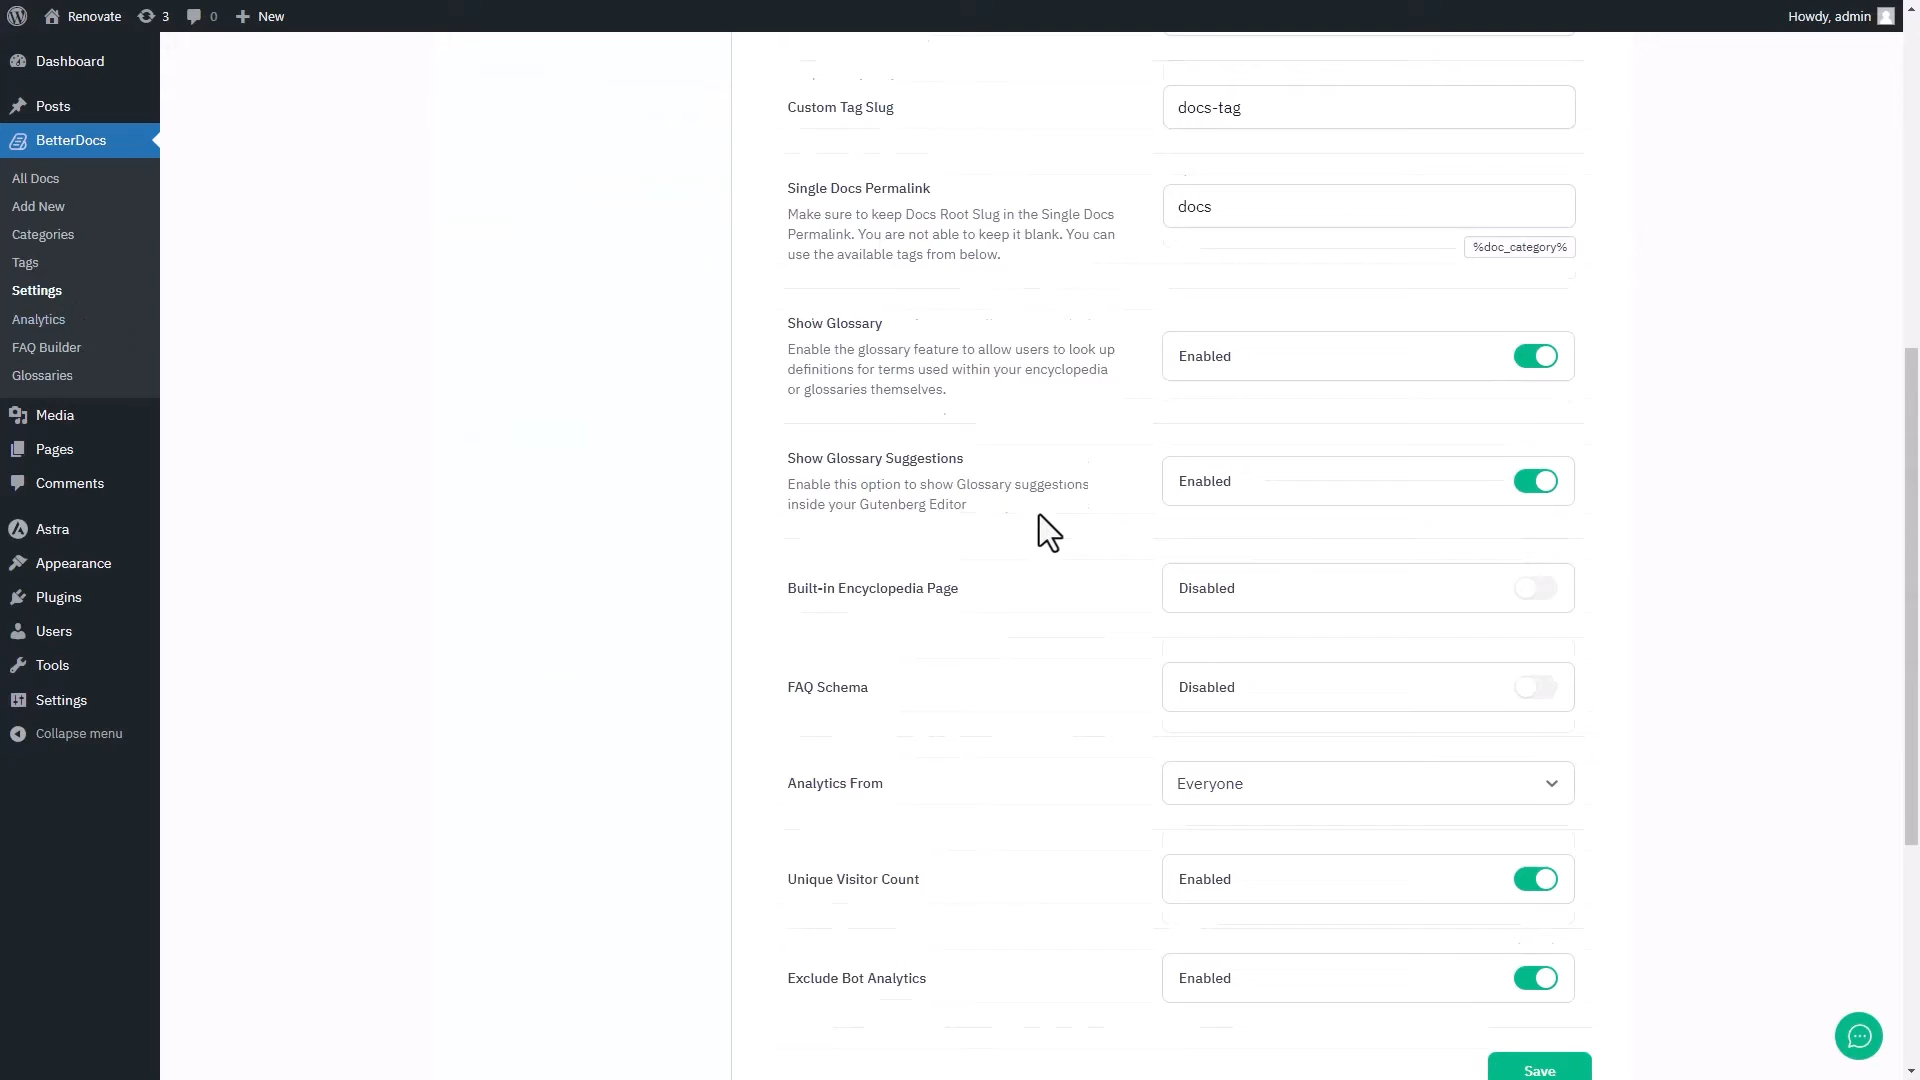 Renovate
3
0
New
Howdy, admin
Dashboard
Posts
BetterDocs
All Docs
Add New
Categories
Tags
Settings
Analytics
FAQ Builder
Glossaries
Media
Pages
Comments
Astra
Appearance
Plugins
Users
Tools
Settings
Collapse menu
Custom Tag Slug
docs-tag
Single Docs Permalink
Make sure to keep Docs Root Slug in the Single Docs
Permalink. You are not able to keep it blank. You can
use the available tags from below.
docs
%doc_category%
Show Glossary
Enable the glossary feature to allow users to look up
definitions for terms used within your encyclopedia
or glossaries themselves.
Enabled
Show Glossary Suggestions
Enable this option to show Glossary suggestions
inside your Gutenberg Editor
Enabled
Built-in Encyclopedia Page
Disabled
FAQ Schema
Disabled
Analytics From
Everyone
Unique Visitor Count
Enabled
Exclude Bot Analytics
Enabled
Save